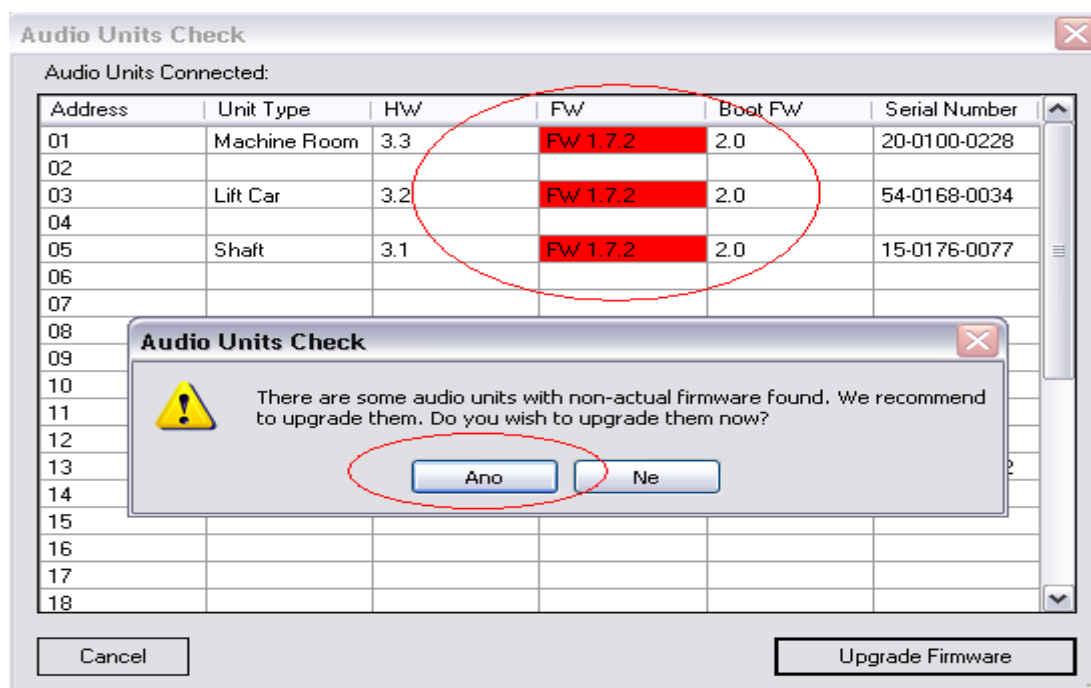 Audio Units Check
Audio Units Connected:
Address Unit Type HW FW Boot FW Serial Number
01 Machine Room 3.3 FW 1.7.2 2.0 20-0100-0228
02
03 Lift Car 3.2 FW 1.7.2 2.0 54-0168-0034
04
05 Shaft 3.1 FW 1.7.2 2.0 15-0176-0077
06
07
08
Audio Units Check
09
10
There are some audio units with non-actual firmware found. We recommend
11
to upgrade them. Do you wish to upgrade them now?
12
13
Ano Ne
14
15
16
17
18
Cancel Upgrade Firmware